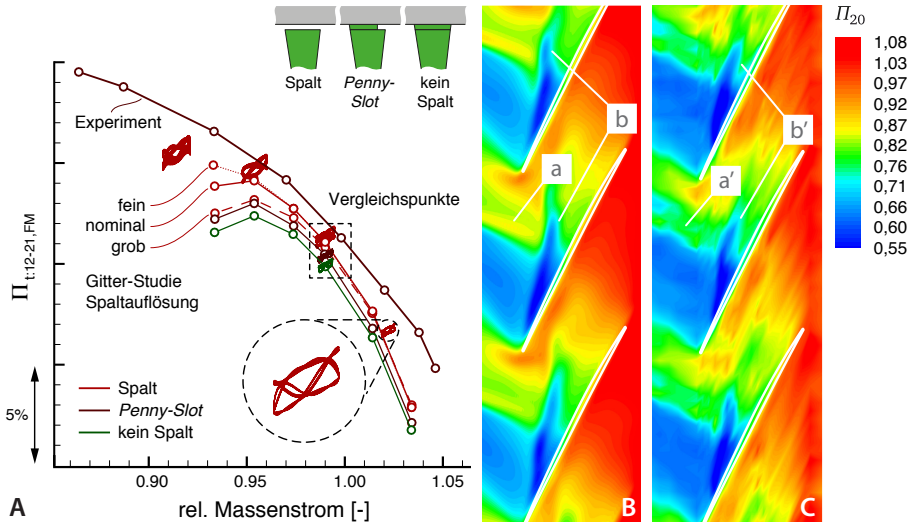 Spalt
Penny-
Slot
kein
Spalt
Experiment
Vergleichspunkte
fein
nominal
grob
Gitter-Studie
Spaltauflösung
Πt:12-21,FM
5%
Spalt
Penny-Slot
kein Spalt
0.90
0.95
1.00
1.05
rel. Massenstrom [-]
A
a
b
B
a′
b′
C
Π20
1,08
1,03
0,97
0,92
0,87
0,82
0,76
0,71
0,66
0,60
0,55